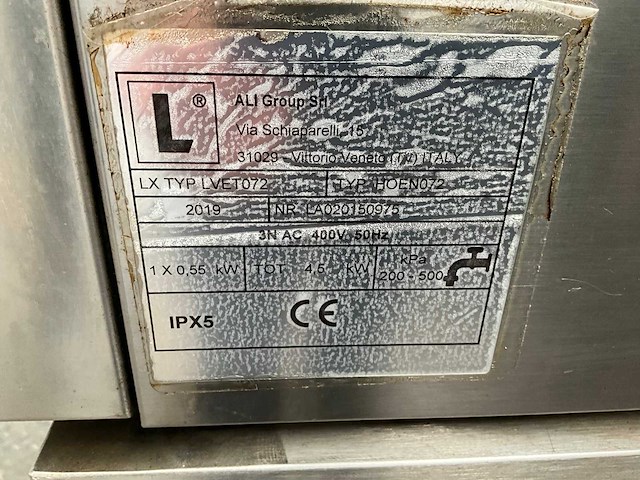 L ®
ALI Group Srl
Via Schiaparelli, 15
31029 - Vittorio Veneto (TV) ITALY
LX TYP LVET072 TYP. HOEN072
2019 NR. LA020150975
3N AC 400V 50Hz
1 X 0,55 kW TOT. 4,5 kW kPa 200 - 500
IPX5 CE